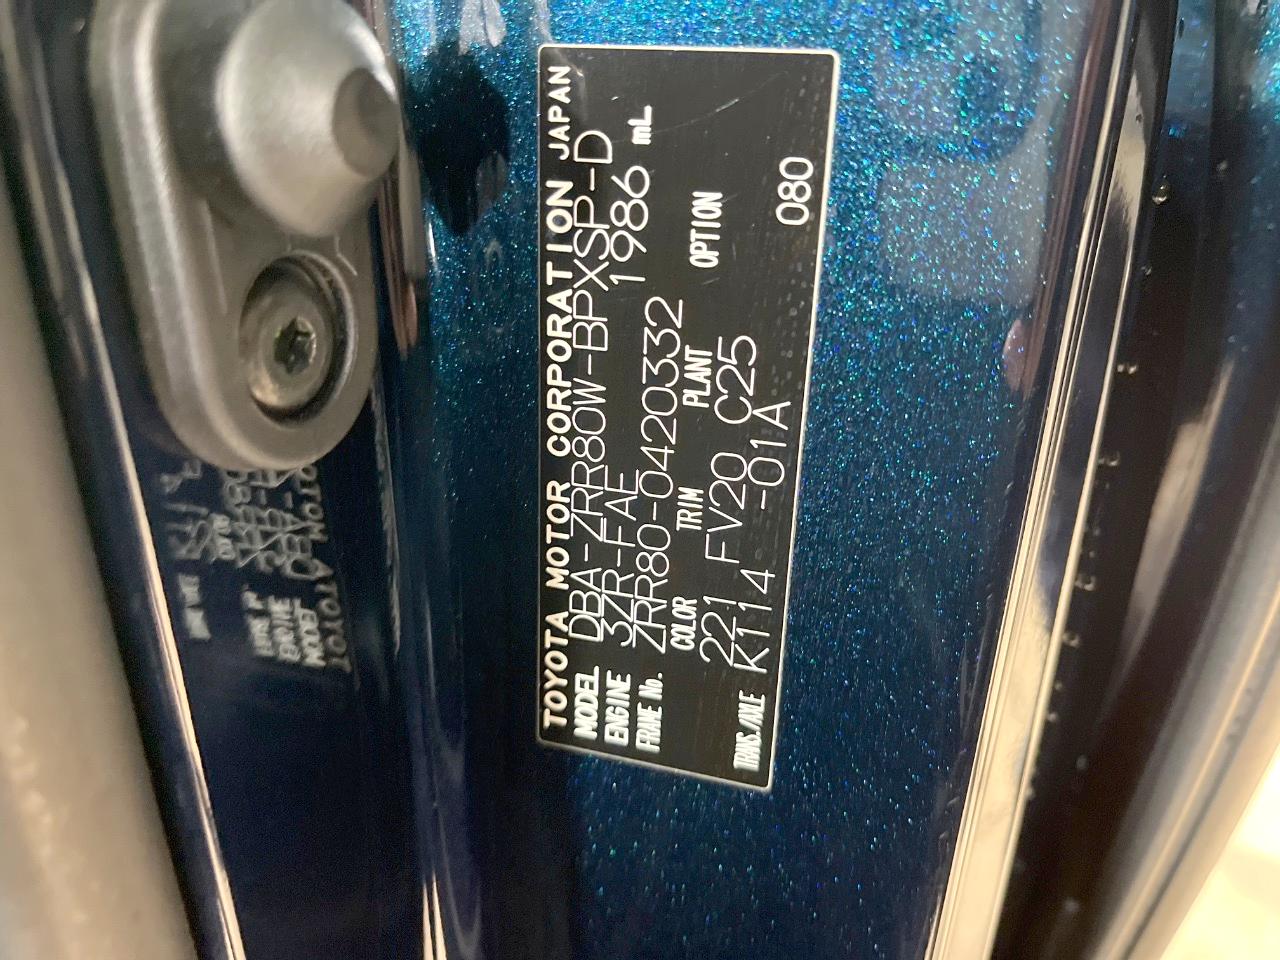 TOYOTA MOTOR CORPORATION JAPAN
MODEL DBA-ZRR80W-BPXSP-D
ENGINE 3ZR-FAE 1986 mL
FRAME No. ZRR80-0420332
COLOR TRIM PLANT OPTION
221 FV20 C25
TRANS./AXLE K114 -01A 080